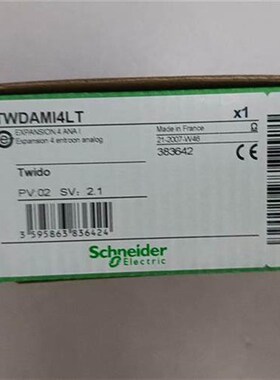 TWDAMI4LT
x1
EXPANSION 4 ANA I
Expansion 4 entroon analog
Made in France
21-2007-W46
383642
CE
Twido
PV:02 SV: 2.1
3 595863 836424
Schneider
Electric